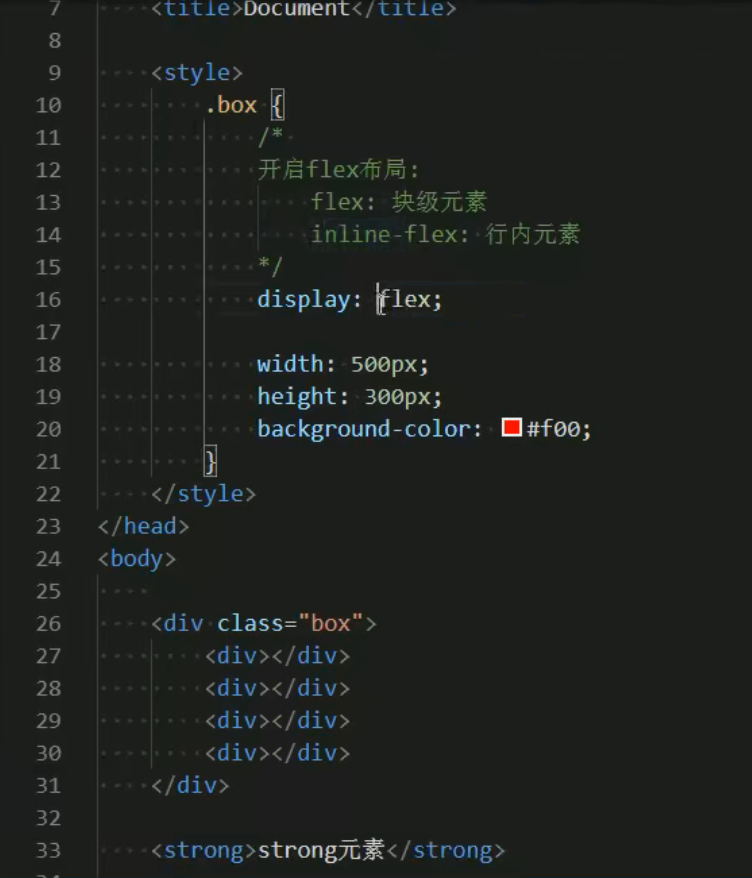 7 <title>Document</title>
8
9 <style>
10 .box {
11 /*
12 开启flex布局:
13 flex: 块级元素
14 inline-flex: 行内元素
15 */
16 display: flex;
17
18 width: 500px;
19 height: 300px;
20 background-color: #f00;
21 }
22 </style>
23 </head>
24 <body>
25
26 <div class="box">
27 <div></div>
28 <div></div>
29 <div></div>
30 <div></div>
31 </div>
32
33 <strong>strong元素</strong>